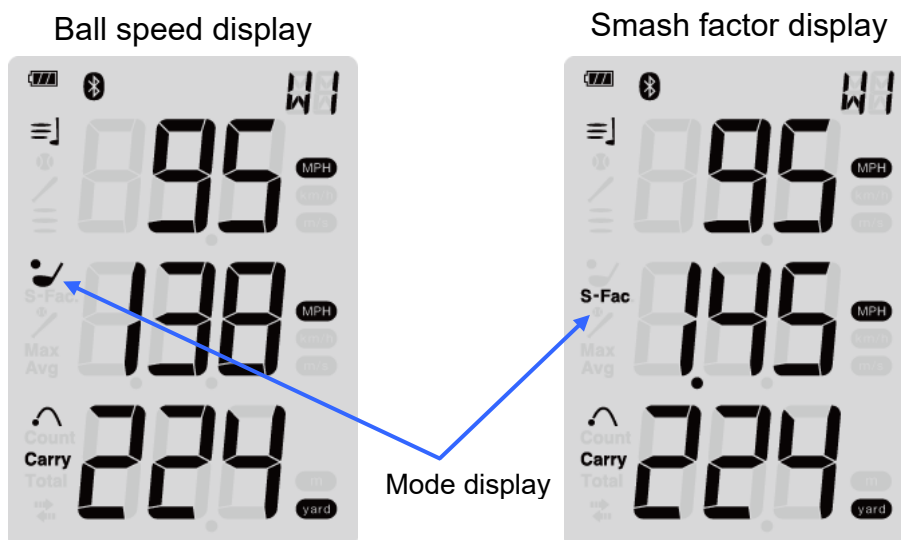 Ball speed display
Smash factor display
W1
95
MPH
km/h
m/s
S-Fac.
138
MPH
km/h
m/s
Max
Avg
Count
Carry
Total
224
m
yard
W1
95
MPH
km/h
m/s
S-Fac
1.45
MPH
km/h
m/s
Max
Avg
Count
Carry
Total
224
m
yard
Mode display